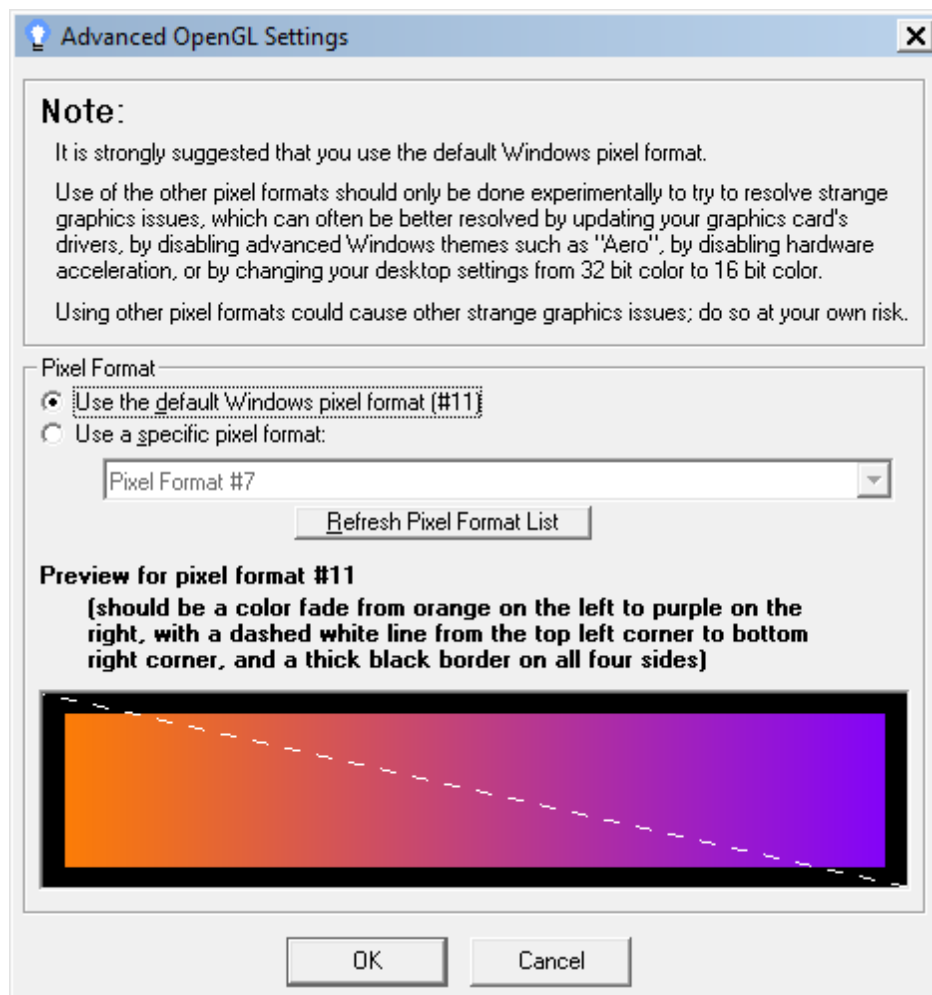 Advanced OpenGL Settings
Note:
It is strongly suggested that you use the default Windows pixel format.
Use of the other pixel formats should only be done experimentally to try to resolve strange
graphics issues, which can often be better resolved by updating your graphics card's
drivers, by disabling advanced Windows themes such as "Aero", by disabling hardware
acceleration, or by changing your desktop settings from 32 bit color to 16 bit color.
Using other pixel formats could cause other strange graphics issues; do so at your own risk.
Pixel Format
Use the default Windows pixel format (#11)
Use a specific pixel format:
Pixel Format #7
Refresh Pixel Format List
Preview for pixel format #11
(should be a color fade from orange on the left to purple on the
right, with a dashed white line from the top left corner to bottom
right corner, and a thick black border on all four sides)
OK
Cancel